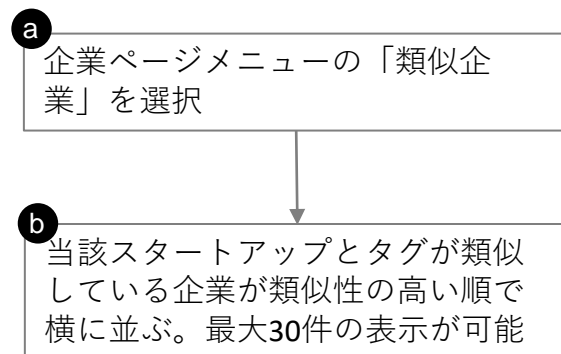 a
企業ページメニューの「類似企
業」を選択
b
当該スタートアップとタグが類似
している企業が類似性の高い順で
横に並ぶ。最大30件の表示が可能